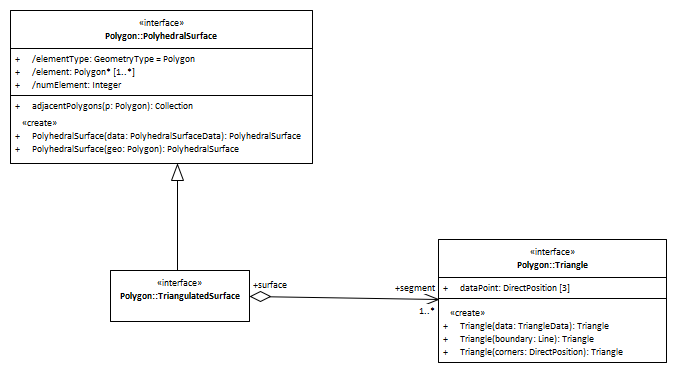 «interface»
Polygon::PolyhedralSurface
+ /elementType: GeometryType = Polygon
+ /element: Polygon* [1..*]
+ /numElement: Integer
+ adjacentPolygons(p: Polygon): Collection
«create»
+ PolyhedralSurface(data: PolyhedralSurfaceData): PolyhedralSurface
+ PolyhedralSurface(geo: Polygon): PolyhedralSurface
«interface»
Polygon::TriangulatedSurface
+surface
+segment
1..*
«interface»
Polygon::Triangle
+ dataPoint: DirectPosition [3]
«create»
+ Triangle(data: TriangleData): Triangle
+ Triangle(boundary: Line): Triangle
+ Triangle(corners: DirectPosition): Triangle